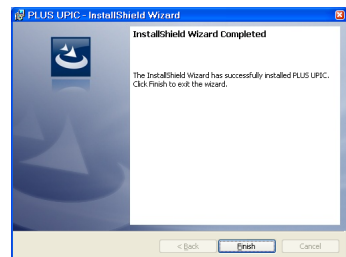 PLUS UPIC - InstallShield Wizard
InstallShield Wizard Completed
The InstallShield Wizard has successfully installed PLUS UPIC.
Click Finish to exit the wizard.
< Back
Finish
Cancel